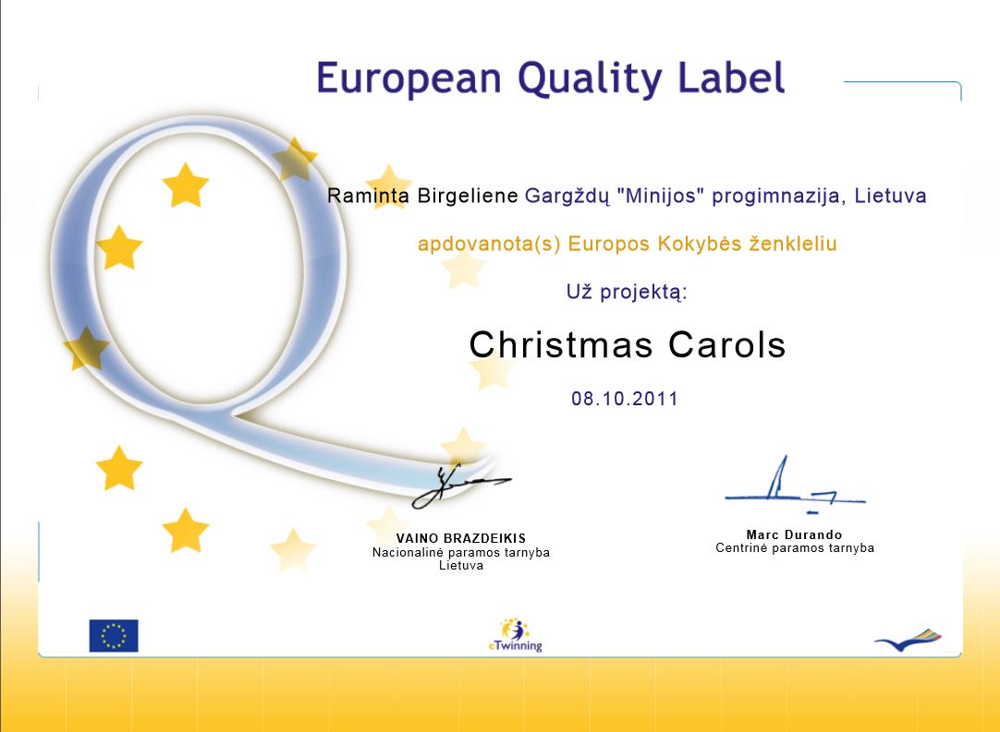 European Quality Label
Raminta Birgeliene Gargždų "Minijos" progimnazija, Lietuva
apdovanota(s) Europos Kokybės ženkleliu
Už projektą:
Christmas Carols
08.10.2011
VAINO BRAZDEIKIS
Nacionalinė paramos tarnyba
Lietuva
Marc Durando
Centrinė paramos tarnyba
eTwinning